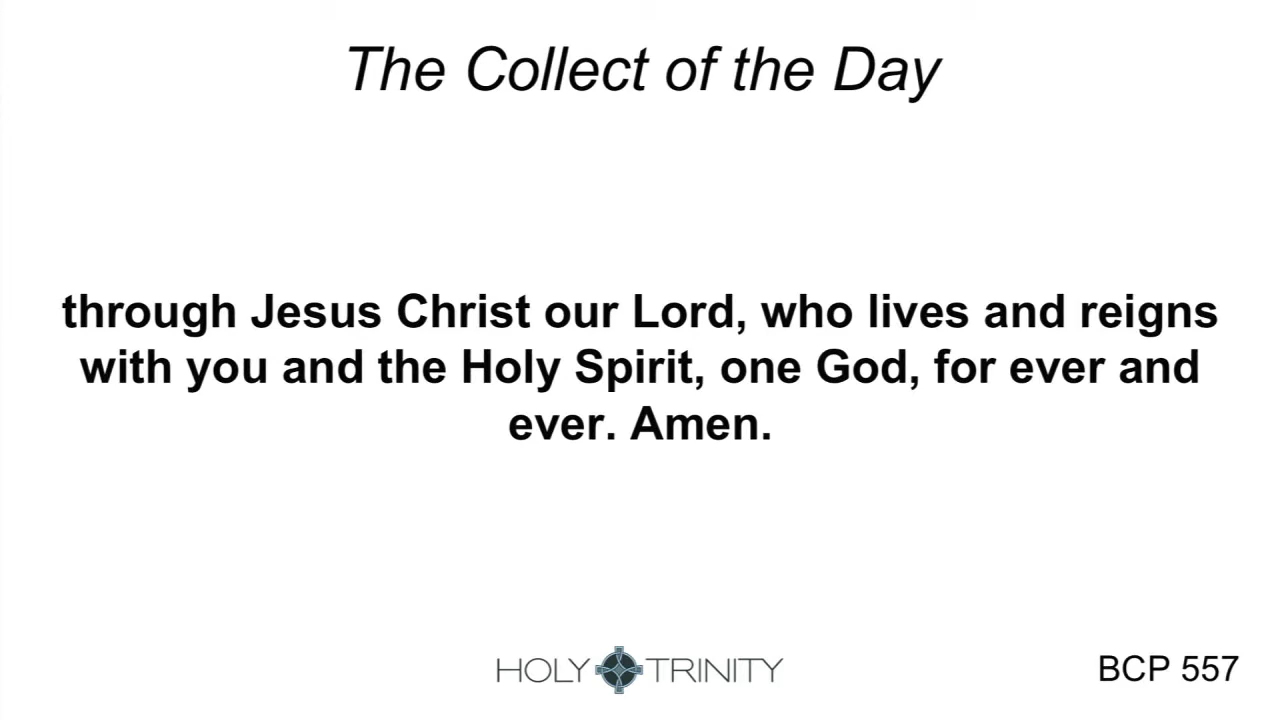 The Collect of the Day
through Jesus Christ our Lord, who lives and reigns
with you and the Holy Spirit, one God, for ever and
ever. Amen.
HOLY TRINITY
BCP 557